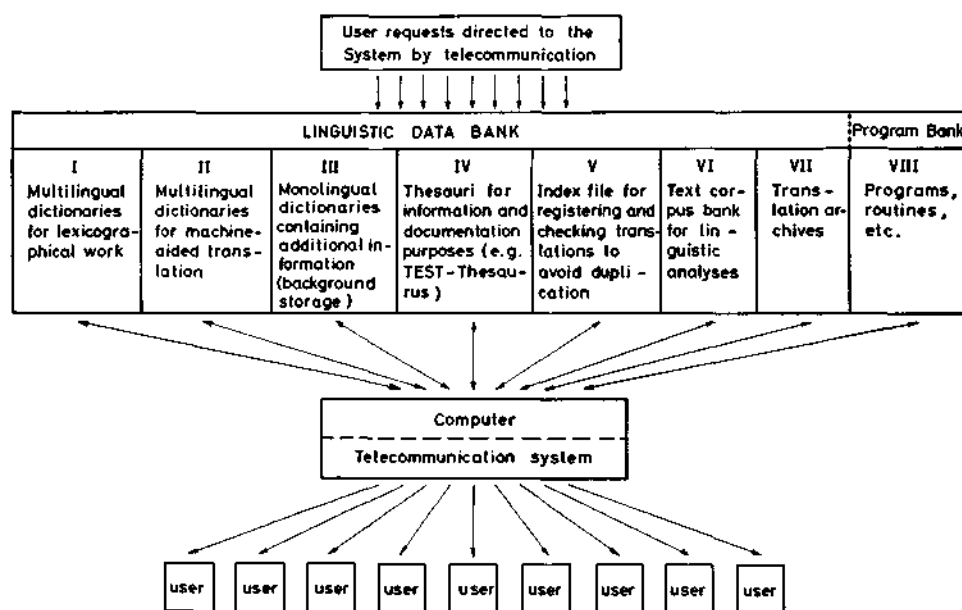 User requests directed to the
System by telecommunication
LINGUISTIC DATA BANK
Program Bank
I
Multilingual
dictionaries
for lexicogra-
phical work
II
Multilingual
dictionaries
for machine-
aided trans-
lation
III
Monolingual
dictionaries
containing
additional in-
formation
(background
storage)
IV
Thesauri for
information and
documentation
purposes (e.g.
TEST-Thesau-
rus)
V
Index file for
registering and
checking trans-
lations to
avoid dupli-
cation
VI
Text cor-
pus bank
for lin-
guistic
analyses
VII
Trans-
lation ar-
chives
VIII
Programs,
routines,
etc.
Computer
Telecommunication system
user
user
user
user
user
user
user
user
user